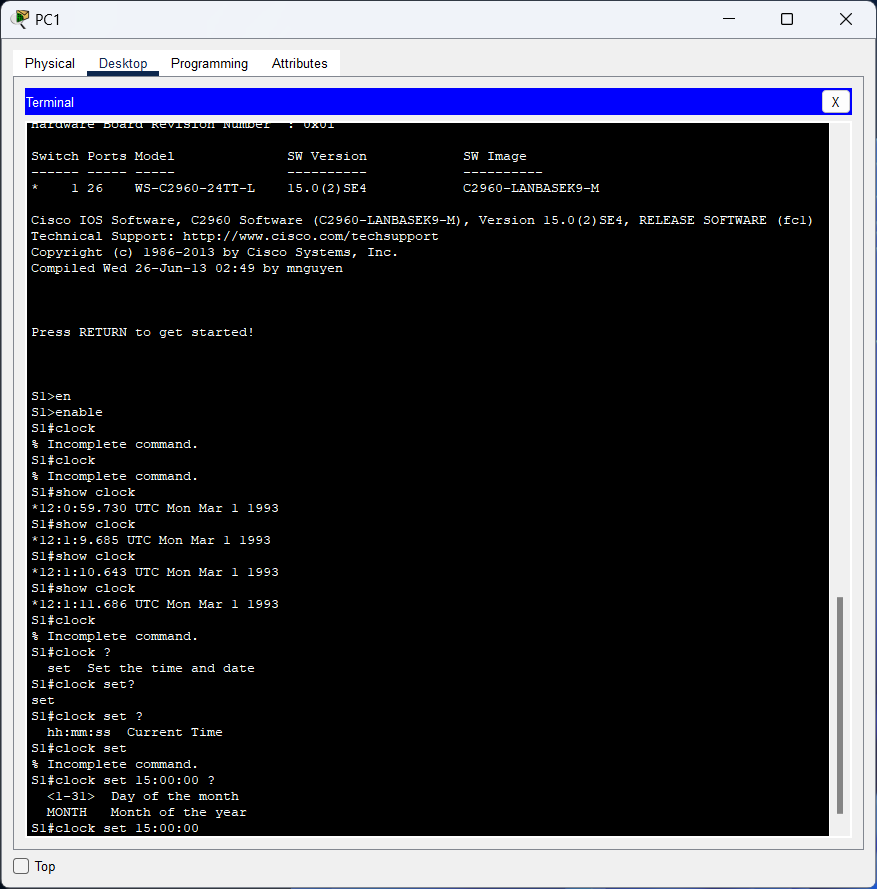 PC1
Physical Desktop Programming Attributes
Terminal
X
Hardware Board Revision Number  : 0x01
Switch Ports Model              SW Version            SW Image
------ ----- -----              ----------            ----------
*    1 26    WS-C2960-24TT-L    15.0(2)SE4            C2960-LANBASEK9-M
Cisco IOS Software, C2960 Software (C2960-LANBASEK9-M), Version 15.0(2)SE4, RELEASE SOFTWARE (fc1)
Technical Support: http://www.cisco.com/techsupport
Copyright (c) 1986-2013 by Cisco Systems, Inc.
Compiled Wed 26-Jun-13 02:49 by mnguyen
Press RETURN to get started!
S1>en
S1>enable
S1#clock
% Incomplete command.
S1#clock
% Incomplete command.
S1#show clock
*12:0:59.730 UTC Mon Mar 1 1993
S1#show clock
*12:1:9.685 UTC Mon Mar 1 1993
S1#show clock
*12:1:10.643 UTC Mon Mar 1 1993
S1#show clock
*12:1:11.686 UTC Mon Mar 1 1993
S1#clock
% Incomplete command.
S1#clock ?
  set  Set the time and date
S1#clock set?
set
S1#clock set ?
  hh:mm:ss  Current Time
S1#clock set
% Incomplete command.
S1#clock set 15:00:00 ?
  <1-31>  Day of the month
  MONTH   Month of the year
S1#clock set 15:00:00
Top